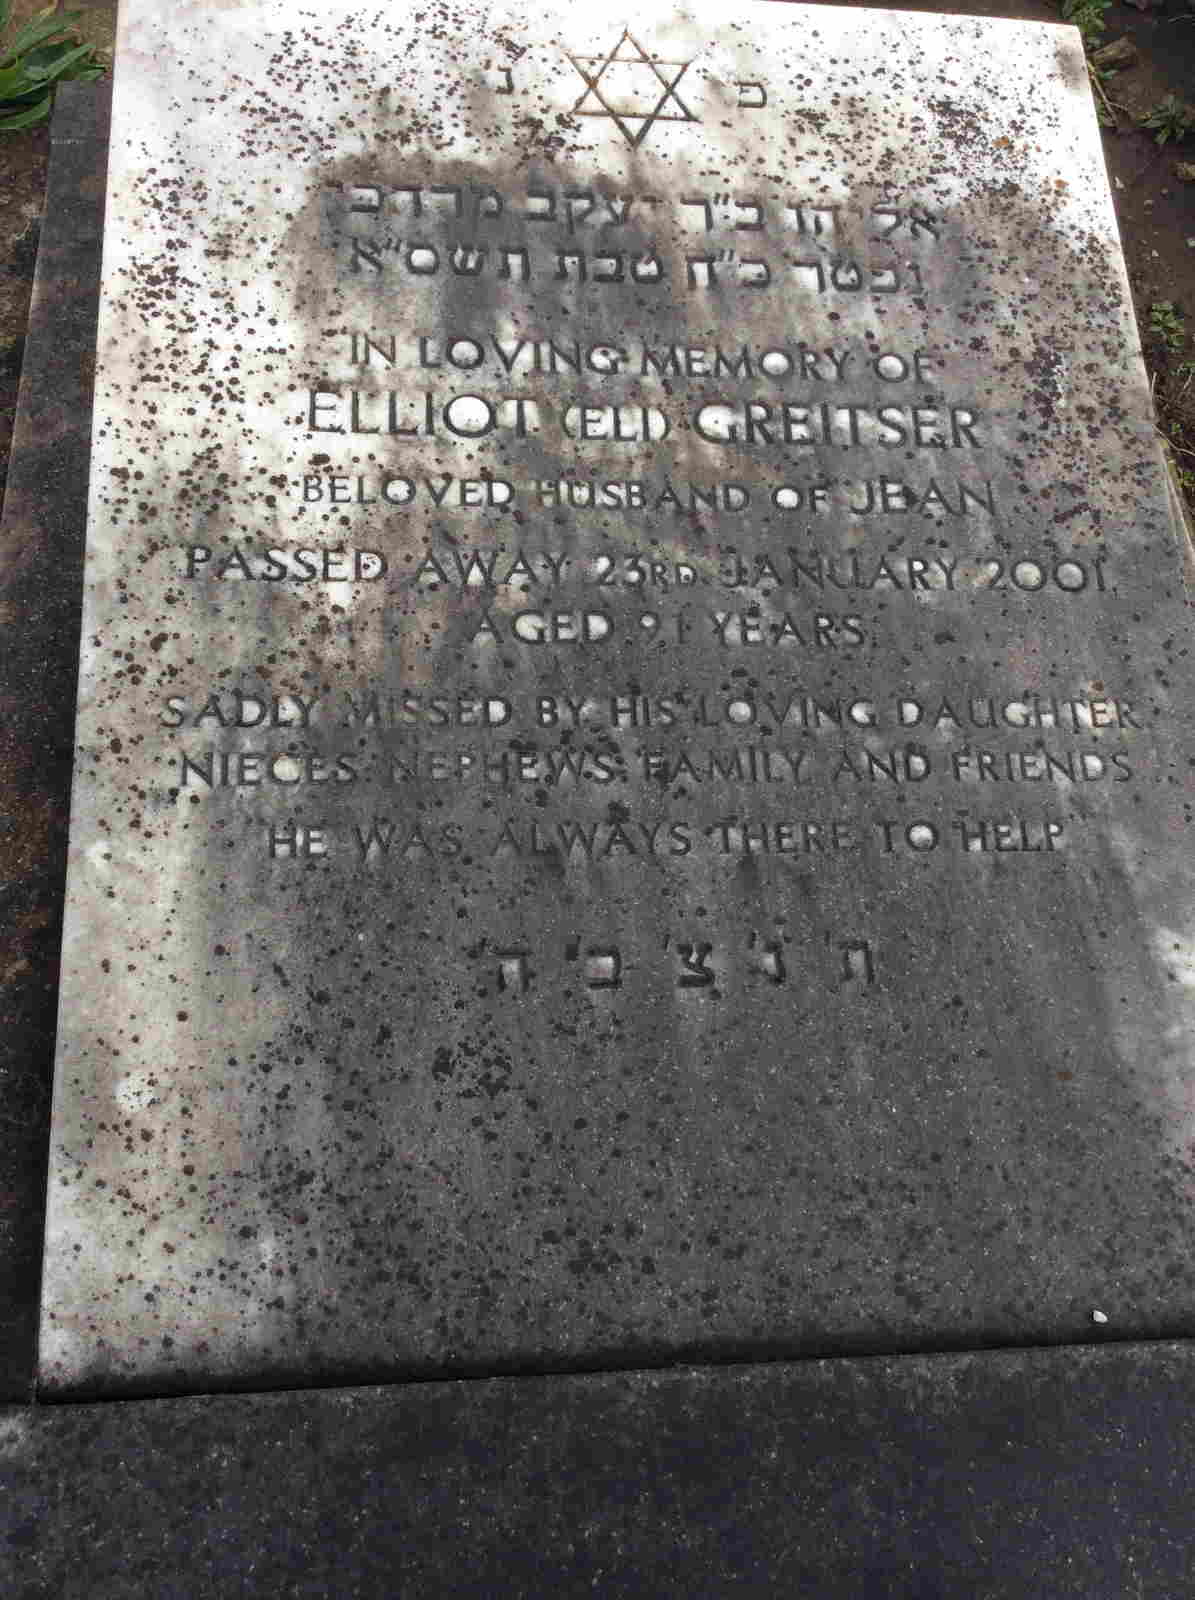 פ נ'
אליהו ב"ר יעקב מרדכי
ונפטר כ"ח טבת תשס"א
IN LOVING MEMORY OF
ELLIOT (ELI) GREITSER
BELOVED HUSBAND OF JEAN
PASSED AWAY 23RD JANUARY 2001,
AGED 91 YEARS
SADLY MISSED BY HIS LOVING DAUGHTER
NIECES NEPHEWS FAMILY AND FRIENDS
"HE WAS ALWAYS THERE TO HELP"
ת' נ' צ' ב' ה'